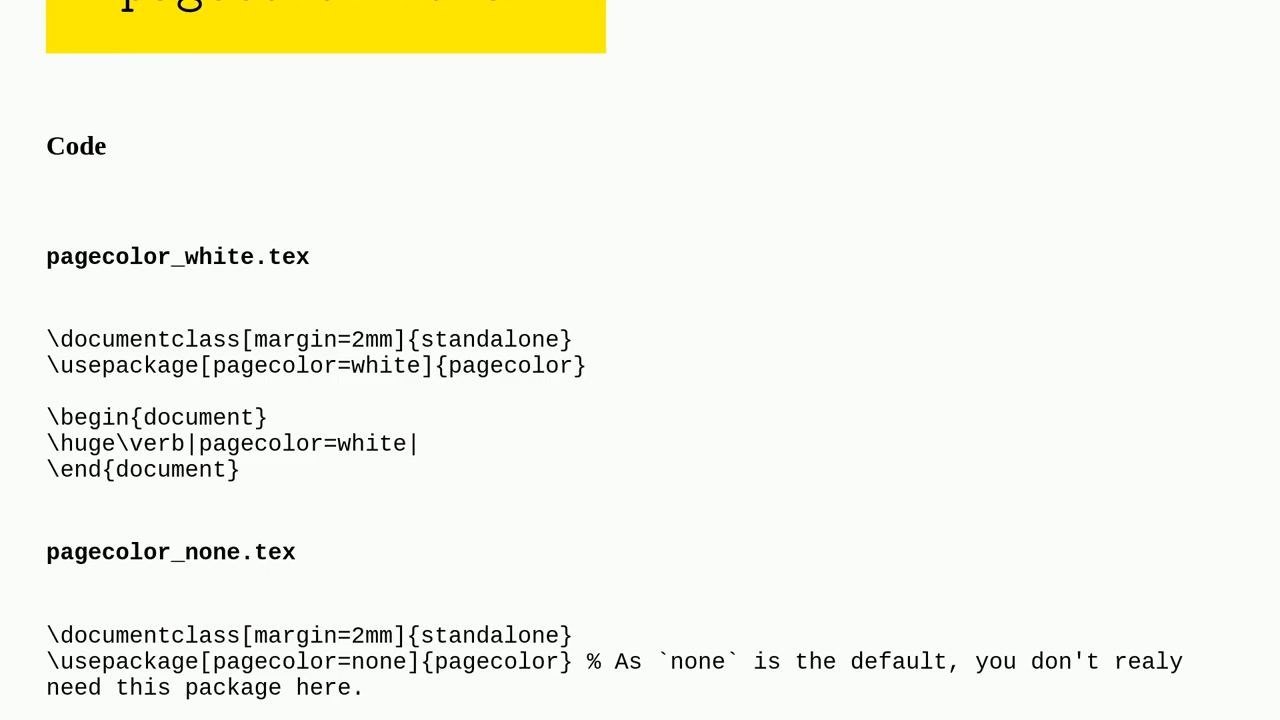 Code
pagecolor_white.tex
\documentclass[margin=2mm]{standalone}
\usepackage[pagecolor=white]{pagecolor}
\begin{document}
\huge\verb|pagecolor=white|
\end{document}
pagecolor_none.tex
\documentclass[margin=2mm]{standalone}
\usepackage[pagecolor=none]{pagecolor} % As `none` is the default, you don't realy
need this package here.